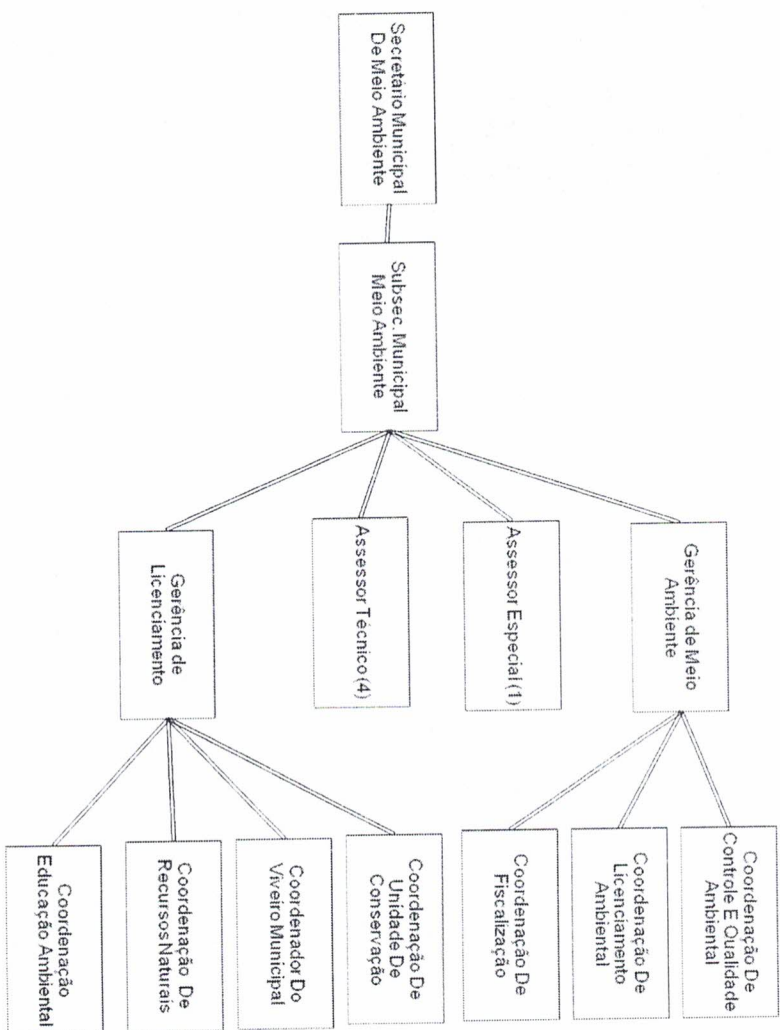 Secretário Municipal
De Meio Ambiente
Subsec. Municipal
Meio Ambiente
Gerência de
Licenciamento
Assessor Técnico (4)
Assessor Especial (1)
Gerência de Meio
Ambiente
Coordenação
Educação Ambiental
Coordenação De
Recursos Naturais
Coordenador Do
Viveiro Municipal
Coordenação De
Unidade De
Conservação
Coordenação De
Fiscalização
Coordenação De
Licenciamento
Ambiental
Coordenação De
Controle E Qualidade
Ambiental